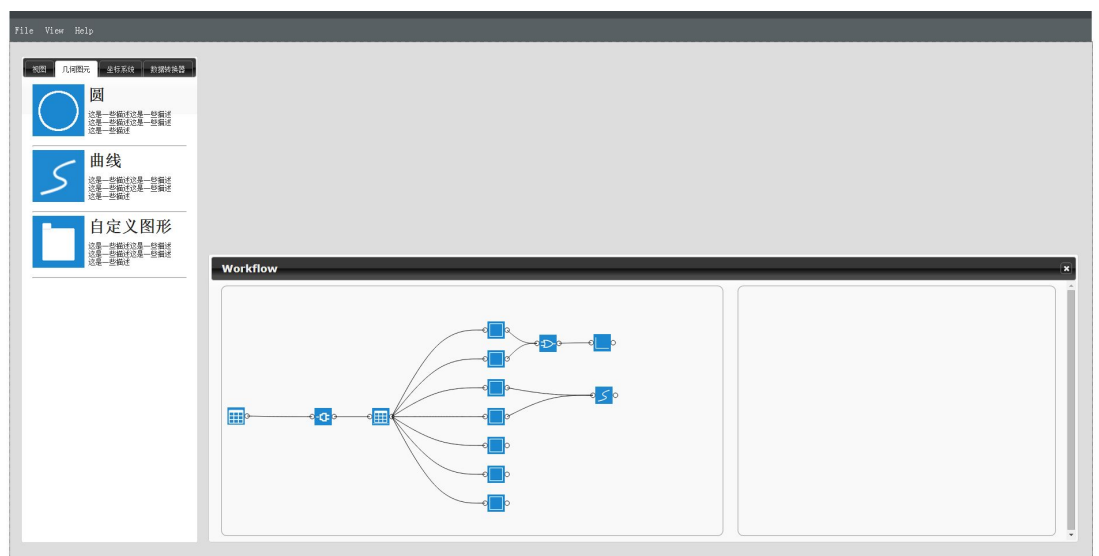 File View Help
视图 几何图元 坐标系统 数据转换器
圆
这是一些描述这是一些描述
这是一些描述这是一些描述
这是一些描述
曲线
这是一些描述这是一些描述
这是一些描述这是一些描述
这是一些描述
自定义图形
这是一些描述这是一些描述
这是一些描述这是一些描述
这是一些描述
Workflow